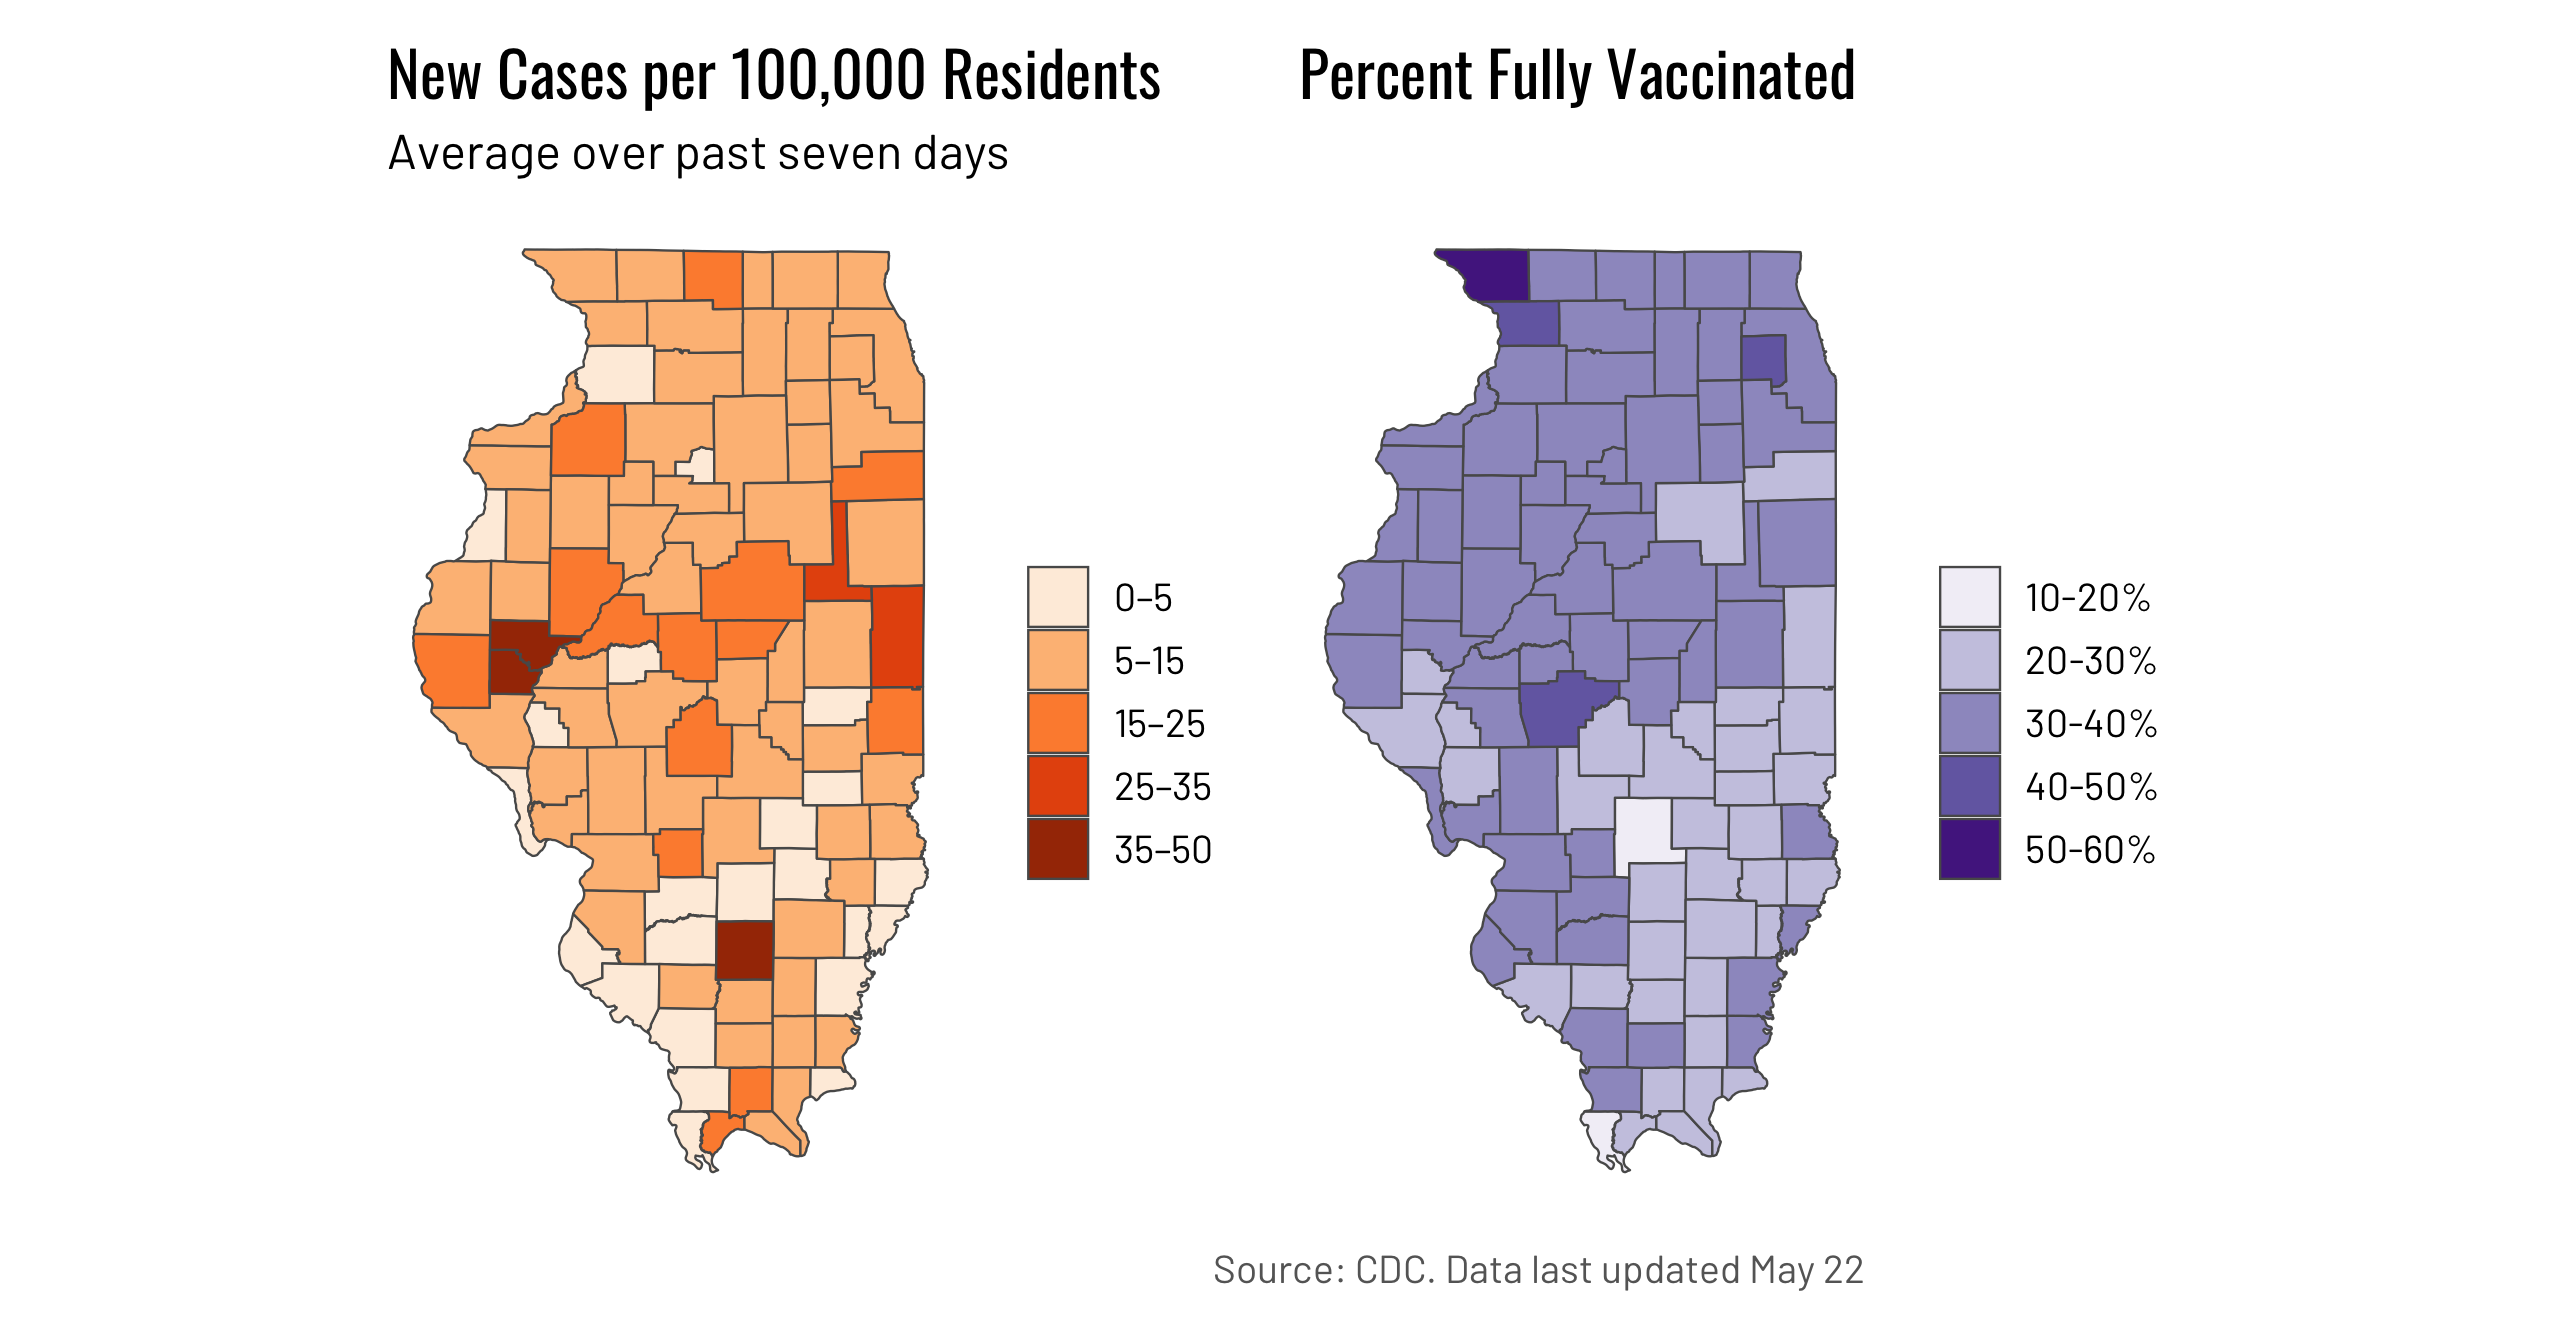 New Cases per 100,000 Residents
Average over past seven days
0–5
5–15
15–25
25–35
35–50
Percent Fully Vaccinated
10-20%
20-30%
30-40%
40-50%
50-60%
Source: CDC. Data last updated May 22